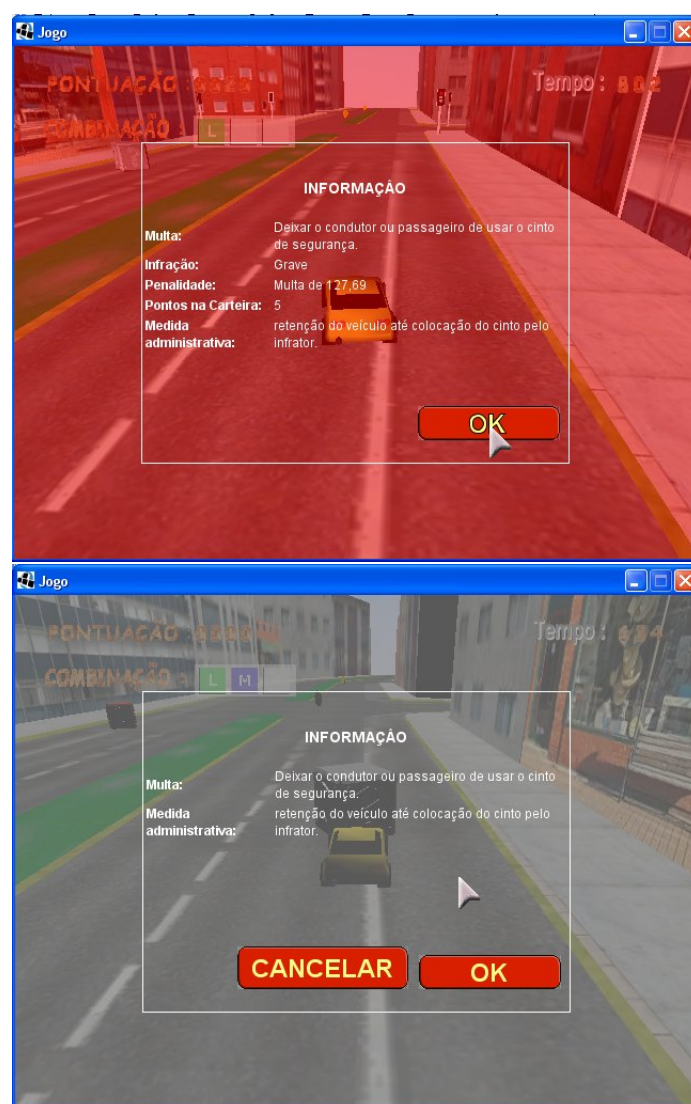 Jogo
PONTUAÇÃO
Tempo :
COMBINAÇÃO : L
INFORMAÇÃO
Multa: Deixar o condutor ou passageiro de usar o cinto
de segurança.
Infração: Grave
Penalidade: Multa de 127,69
Pontos na Carteira: 5
Medida retenção do veículo até colocação do cinto pelo
administrativa: infrator.
OK
Jogo
PONTUAÇÃO
Tempo :
COMBINAÇÃO : L M
INFORMAÇÃO
Multa: Deixar o condutor ou passageiro de usar o cinto
de segurança.
Medida retenção do veículo até colocação do cinto pelo
administrativa: infrator.
CANCELAR OK